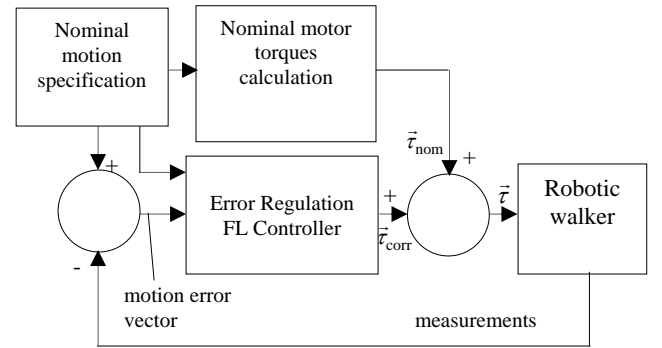 Nominal
motion
specification
Nominal motor
torques
calculation
τ⃗nom
+
+
Error Regulation
FL Controller
+
τ⃗corr
τ⃗
Robotic
walker
-
motion error
vector
measurements